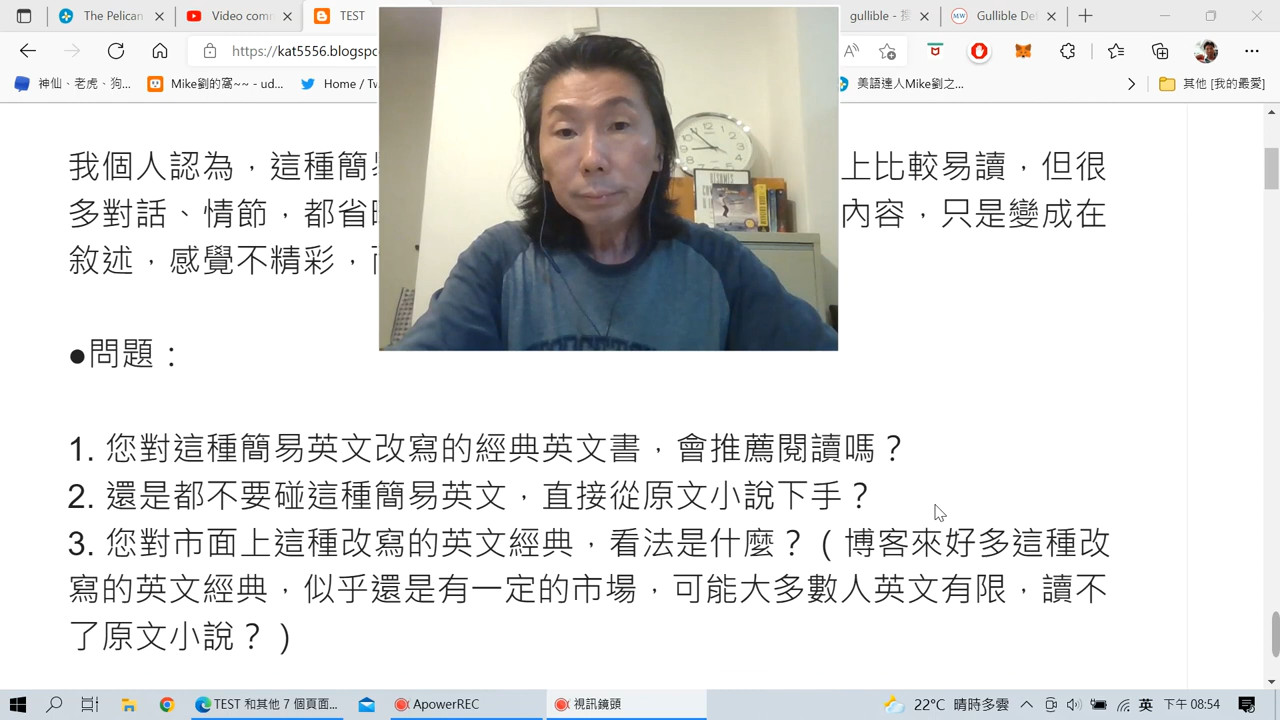 The Pelican
Video com
TEST
gullible -
Gullible De
https://kat5556.blogspo
神仙、老虎、狗...
Mike劉的窩~~ - ud...
Home / Tw
美語達人Mike劉之...
其他 [我的最愛]
我個人認為，這種簡 上比較易讀，但很
多對話、情節，都省 內容，只是變成在
敘述，感覺不精彩，
●問題：
1. 您對這種簡易英文改寫的經典英文書，會推薦閱讀嗎？
2. 還是都不要碰這種簡易英文，直接從原文小說下手？
3. 您對市面上這種改寫的英文經典，看法是什麼？（博客來好多這種改
寫的英文經典，似乎還是有一定的市場，可能大多數人英文有限，讀不
了原文小說？）
TEST 和其他 7 個頁面...
ApowerREC
視訊鏡頭
22°C 晴時多雲
英
下午 08:54